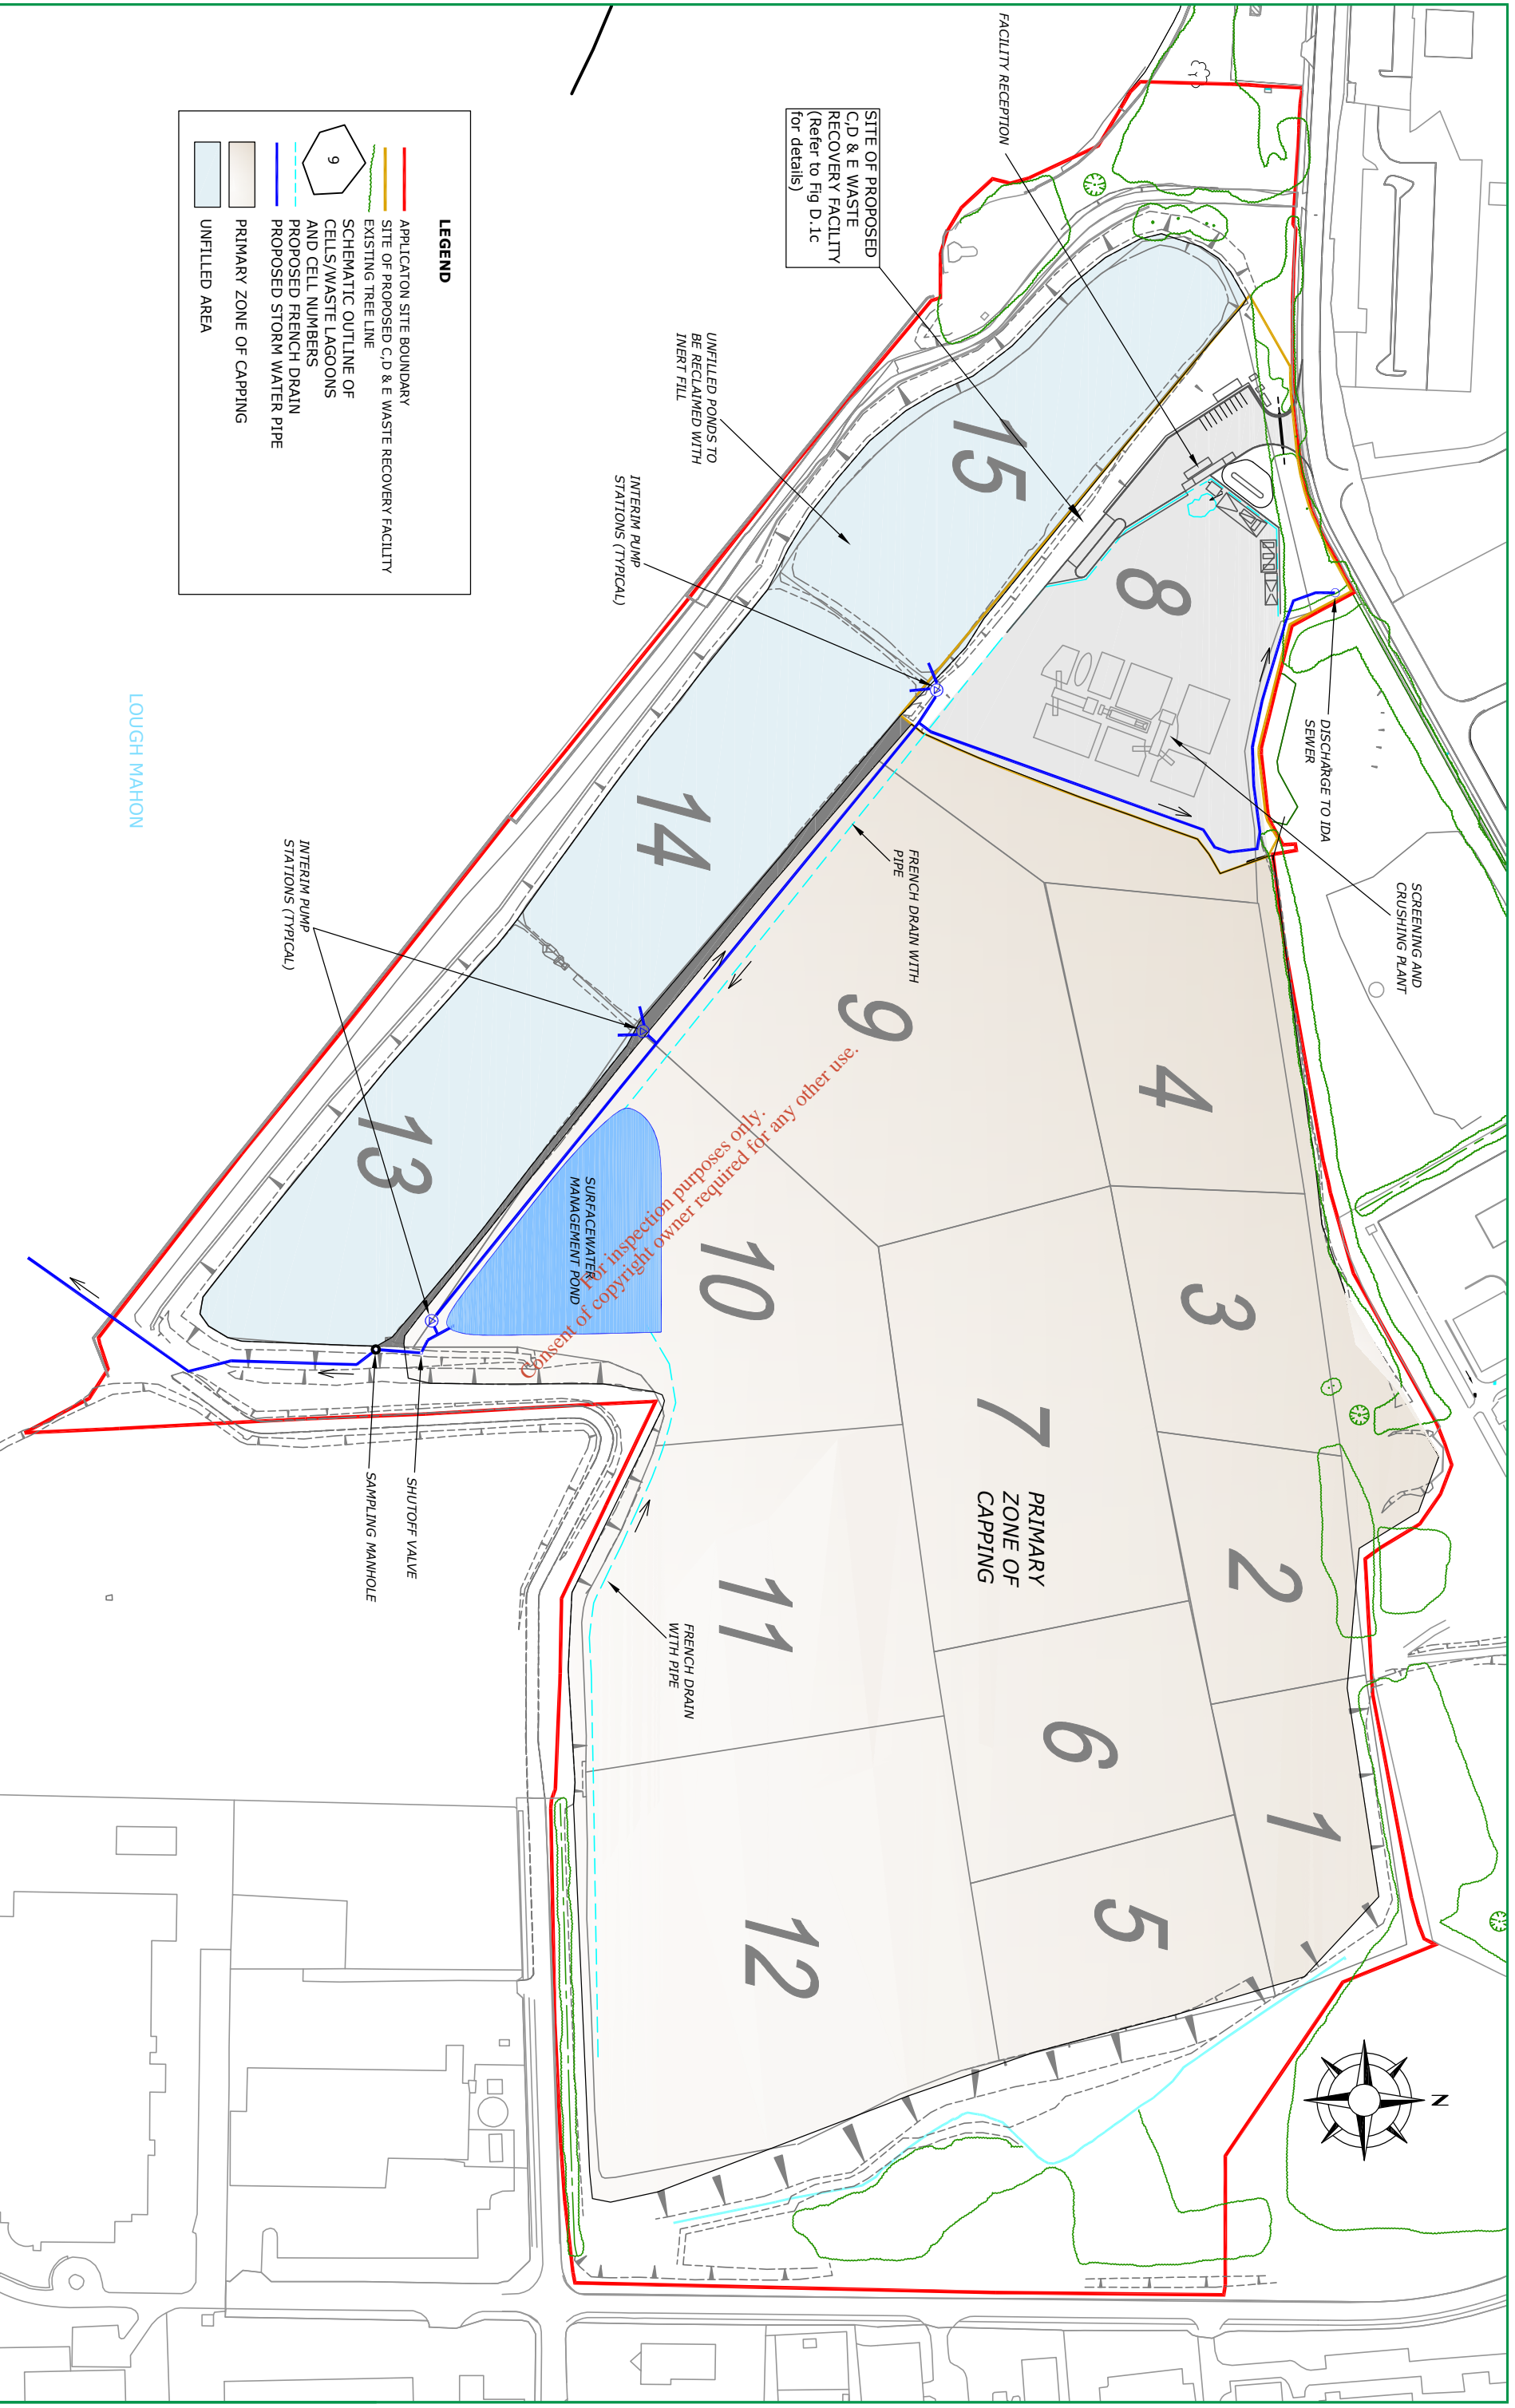 FACILITY RECEPTION
SITE OF PROPOSED
C,D & E WASTE
RECOVERY FACILITY
(Refer to Fig D.1c
for details)
UNFILLED PONDS TO
BE RECLAIMED WITH
INERT FILL
INTERIM PUMP
STATIONS (TYPICAL)
DISCHARGE TO IDA
SEWER
SCREENING AND
CRUSHING PLANT
FRENCH DRAIN WITH
PIPE
INTERIM PUMP
STATIONS (TYPICAL)
SURFACEWATER
MANAGEMENT POND
PRIMARY
ZONE OF
CAPPING
SHUTOFF VALVE
SAMPLING MANHOLE
FRENCH DRAIN
WITH PIPE
15
8
14
9
4
13
10
3
7
2
11
6
1
12
5
N
LOUGH MAHON
For inspection purposes only.
Consent of copyright owner required for any other use.
LEGEND
APPLICATON SITE BOUNDARY
SITE OF PROPOSED C,D & E WASTE RECOVERY FACILITY
EXISTING TREE LINE
9
SCHEMATIC OUTLINE OF
CELLS/WASTE LAGOONS
AND CELL NUMBERS
PROPOSED FRENCH DRAIN
PROPOSED STORM WATER PIPE
PRIMARY ZONE OF CAPPING
UNFILLED AREA